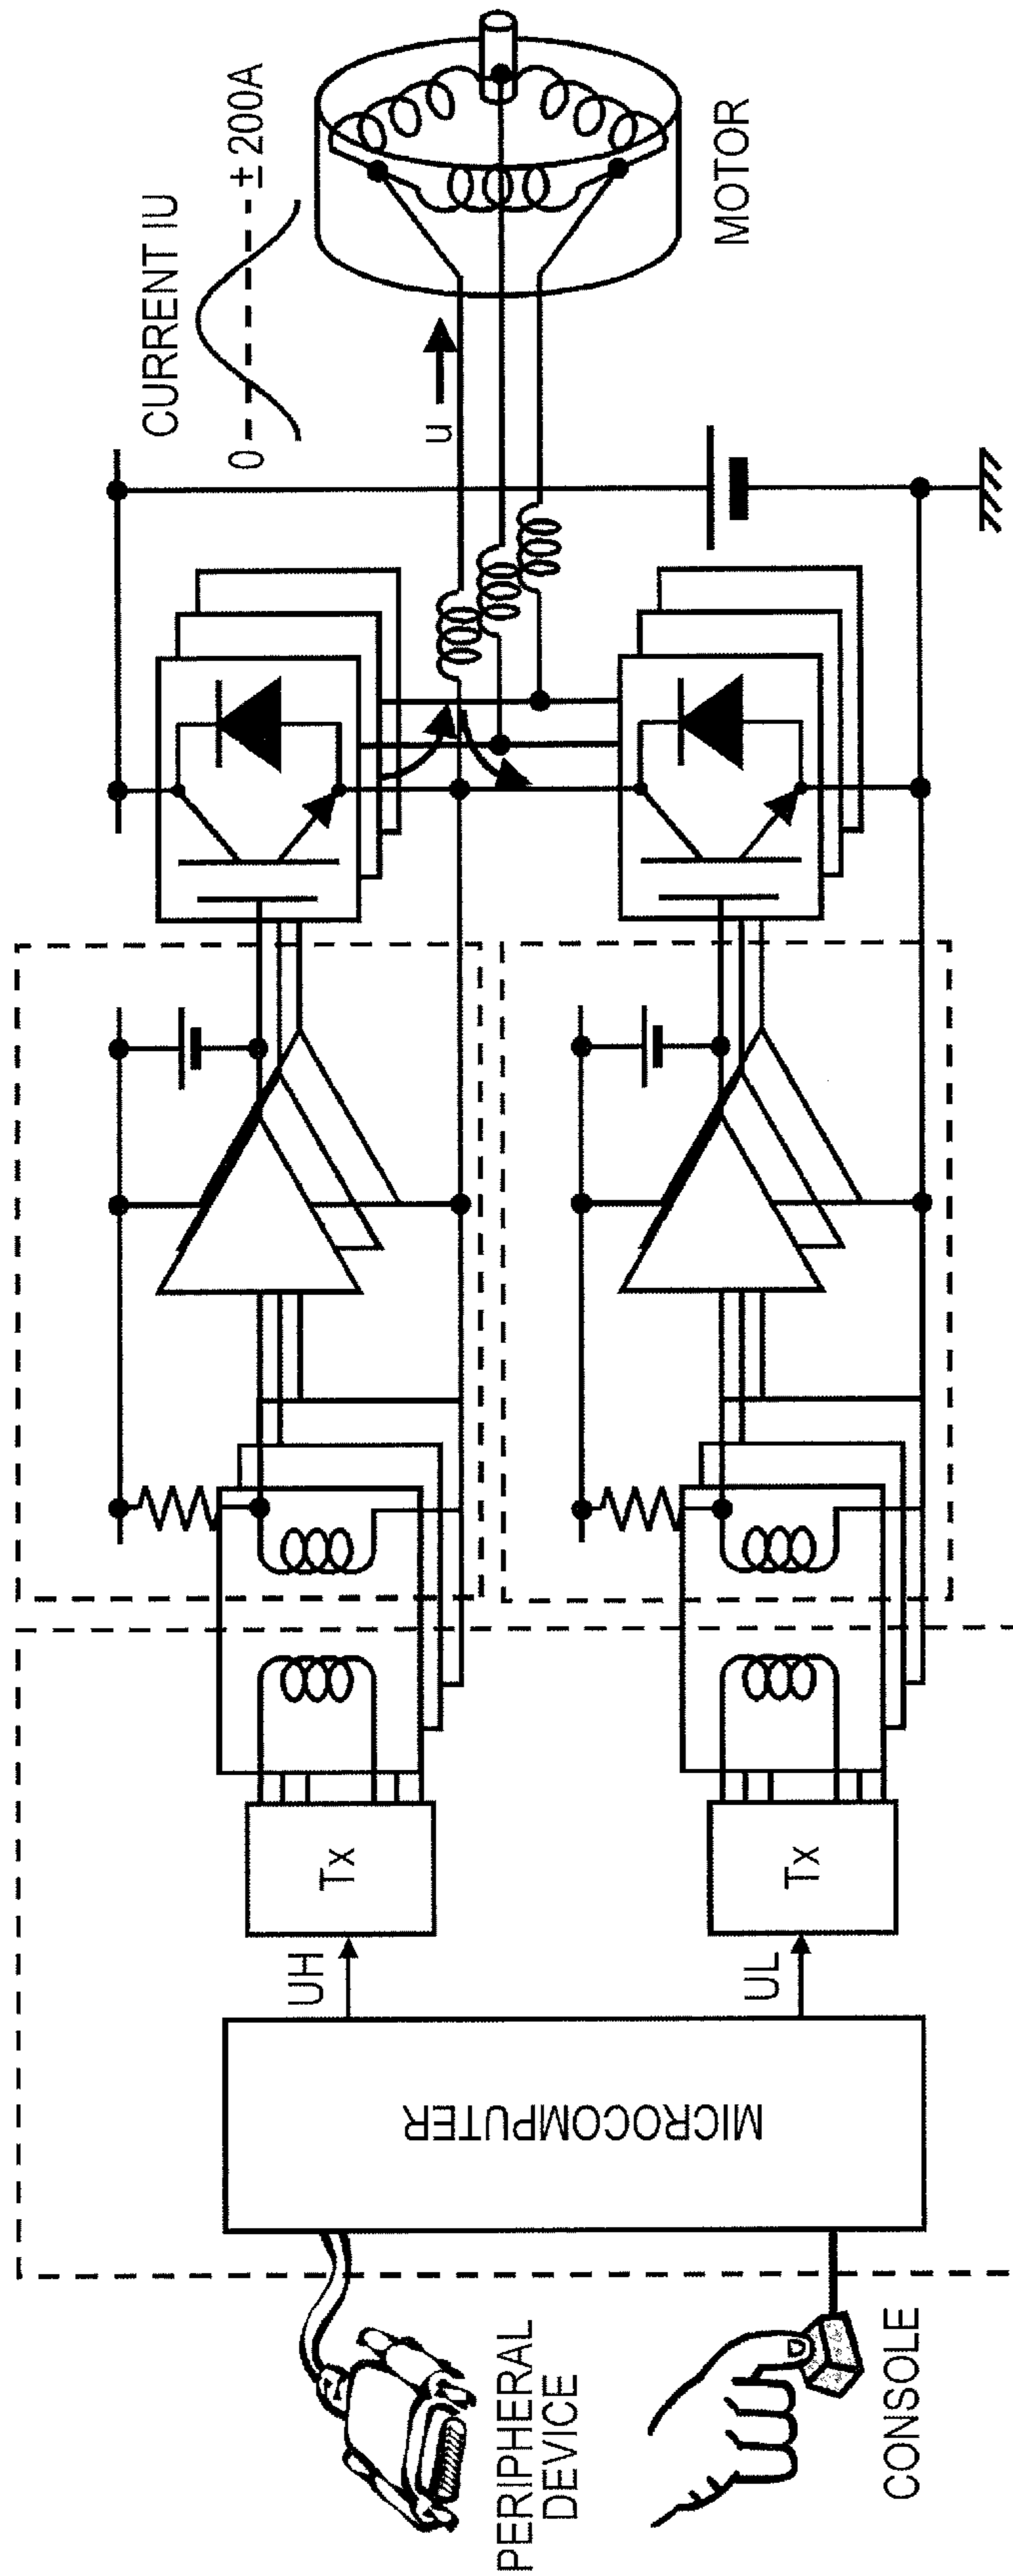 PERIPHERAL
DEVICE
CONSOLE
MICROCOMPUTER
UH
UL
Tx
Tx
u
CURRENT IU
0
± 200A
MOTOR